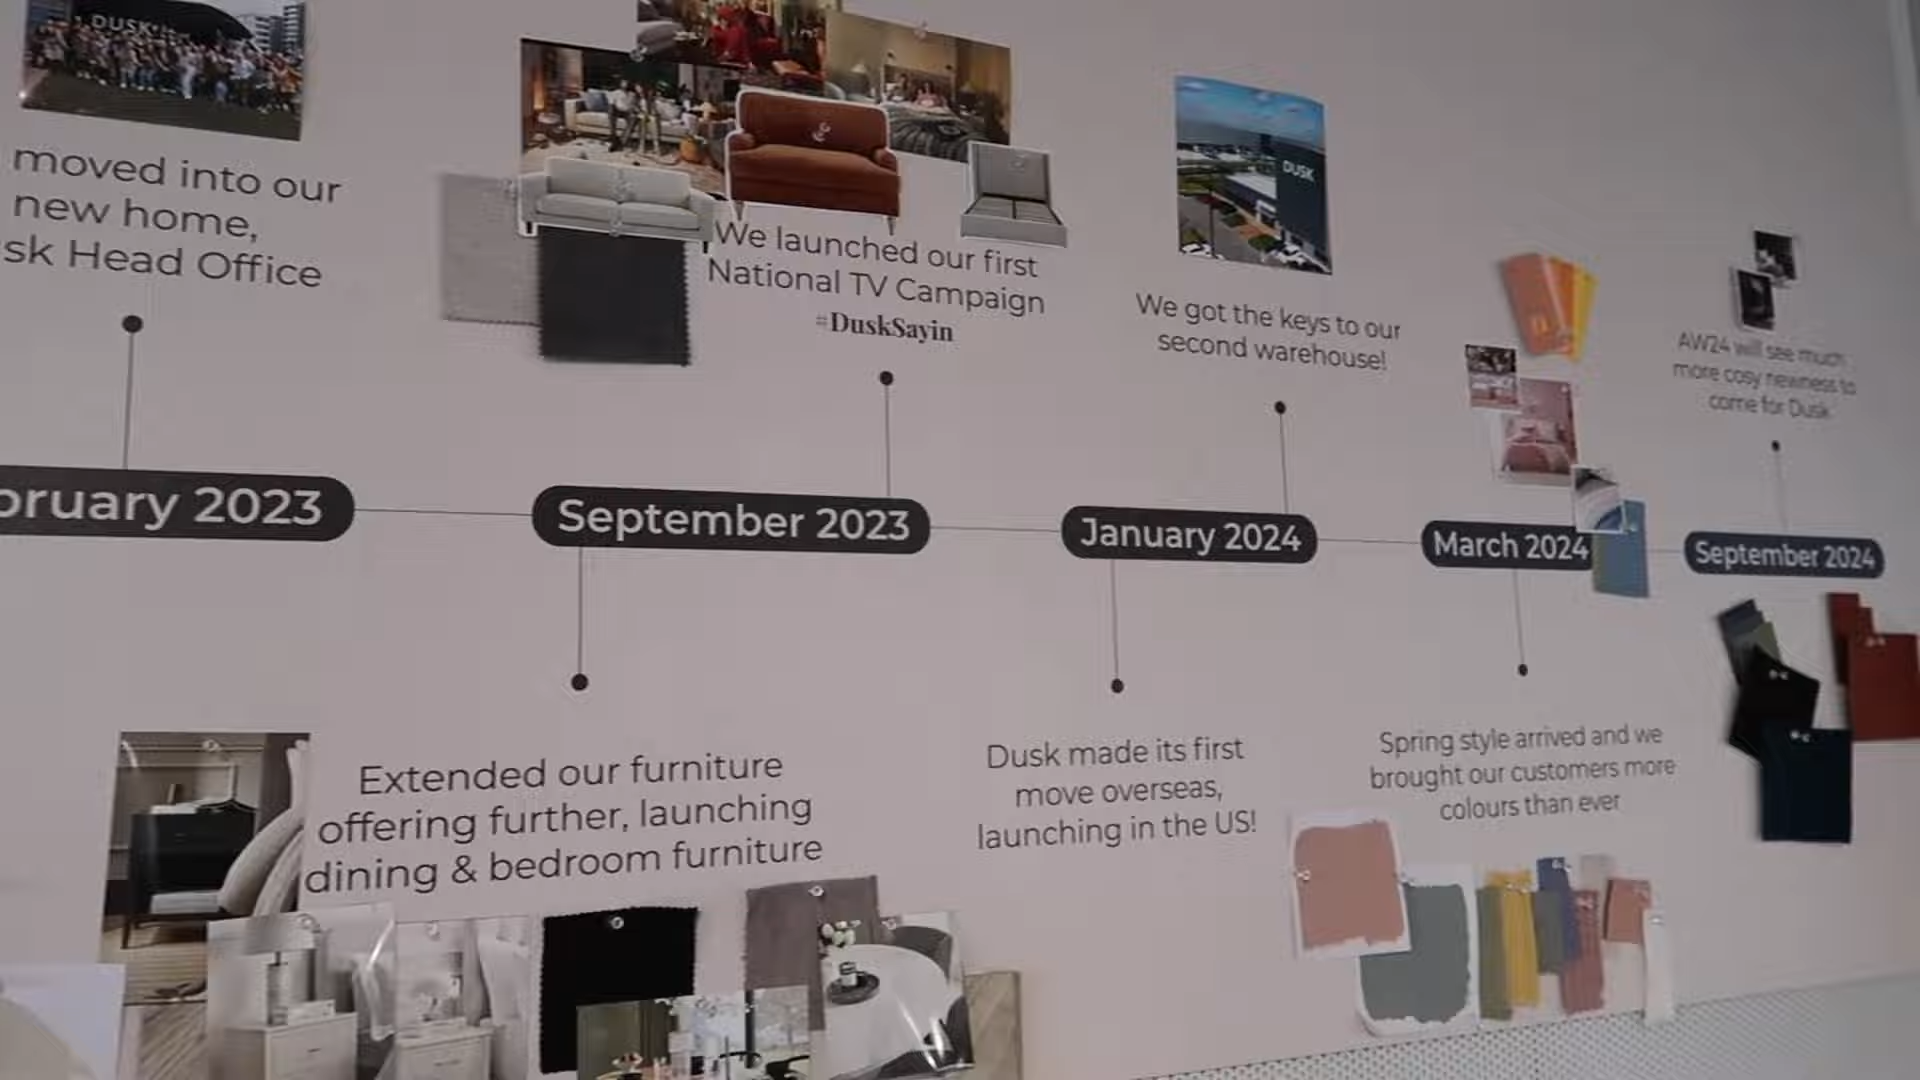 DUSK
moved into our
new home,
sk Head Office
We launched our first
National TV Campaign
#DuskSayin
DUSK
We got the keys to our
second warehouse!
AW24 will see much
more cosy newness to
come for Dusk
bruary 2023
September 2023
January 2024
March 2024
September 2024
Extended our furniture
offering further, launching
dining & bedroom furniture
Dusk made its first
move overseas,
launching in the US!
Spring style arrived and we
brought our customers more
colours than ever